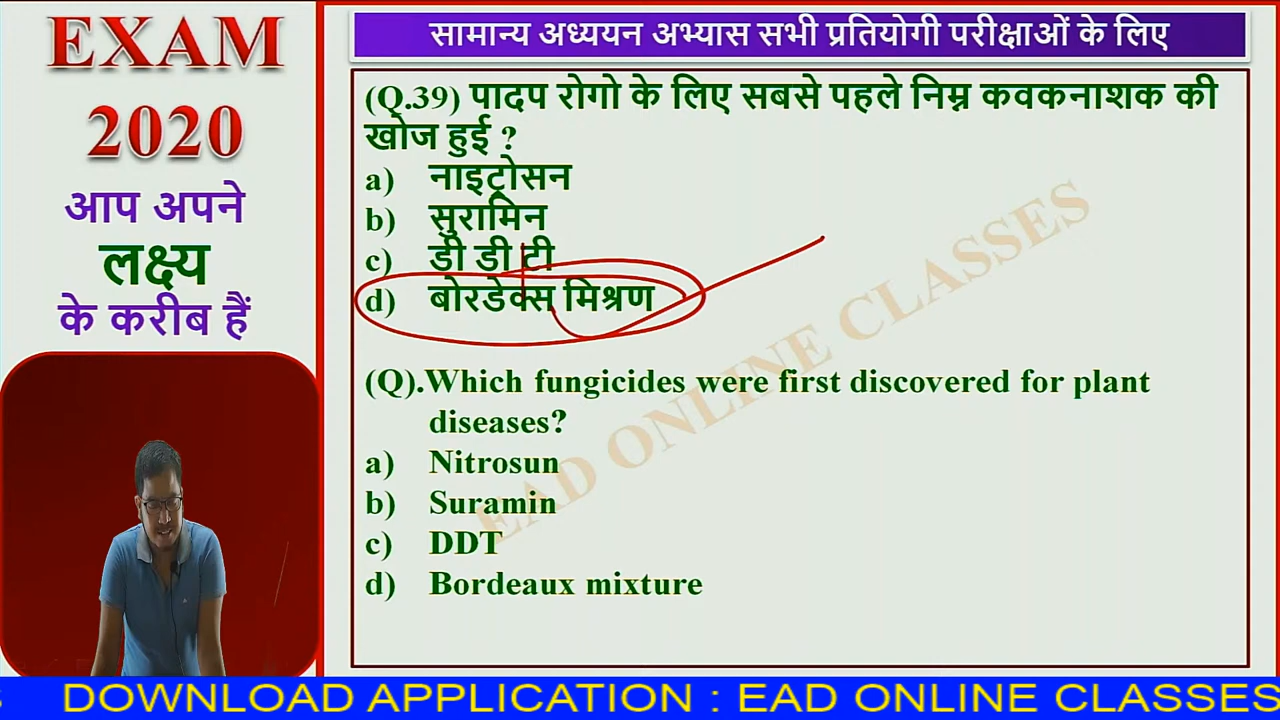 EXAM
2020
आप अपने
लक्ष्य
के करीब हैं
सामान्य अध्ययन अभ्यास सभी प्रतियोगी परीक्षाओं के लिए
(Q.39) पादप रोगो के लिए सबसे पहले निम्न कवकनाशक की
खोज हुई ?
a) नाइट्रोसन
b) सुरामिन
c) डी डी टी
d) बोरडेक्स मिश्रण
(Q).Which fungicides were first discovered for plant
diseases?
a) Nitrosun
b) Suramin
c) DDT
d) Bordeaux mixture
EAD ONLINE CLASSES
S DOWNLOAD APPLICATION : EAD ONLINE CLASSES